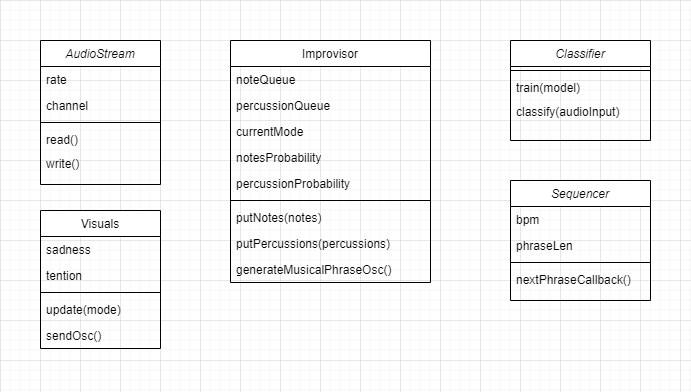 AudioStream
rate
channel
read()
write()
Visuals
sadness
tention
update(mode)
sendOsc()
Improvisor
noteQueue
percussionQueue
currentMode
notesProbability
percussionProbability
putNotes(notes)
putPercussions(percussions)
generateMusicalPhraseOsc()
Classifier
train(model)
classify(audioInput)
Sequencer
bpm
phraseLen
nextPhraseCallback()